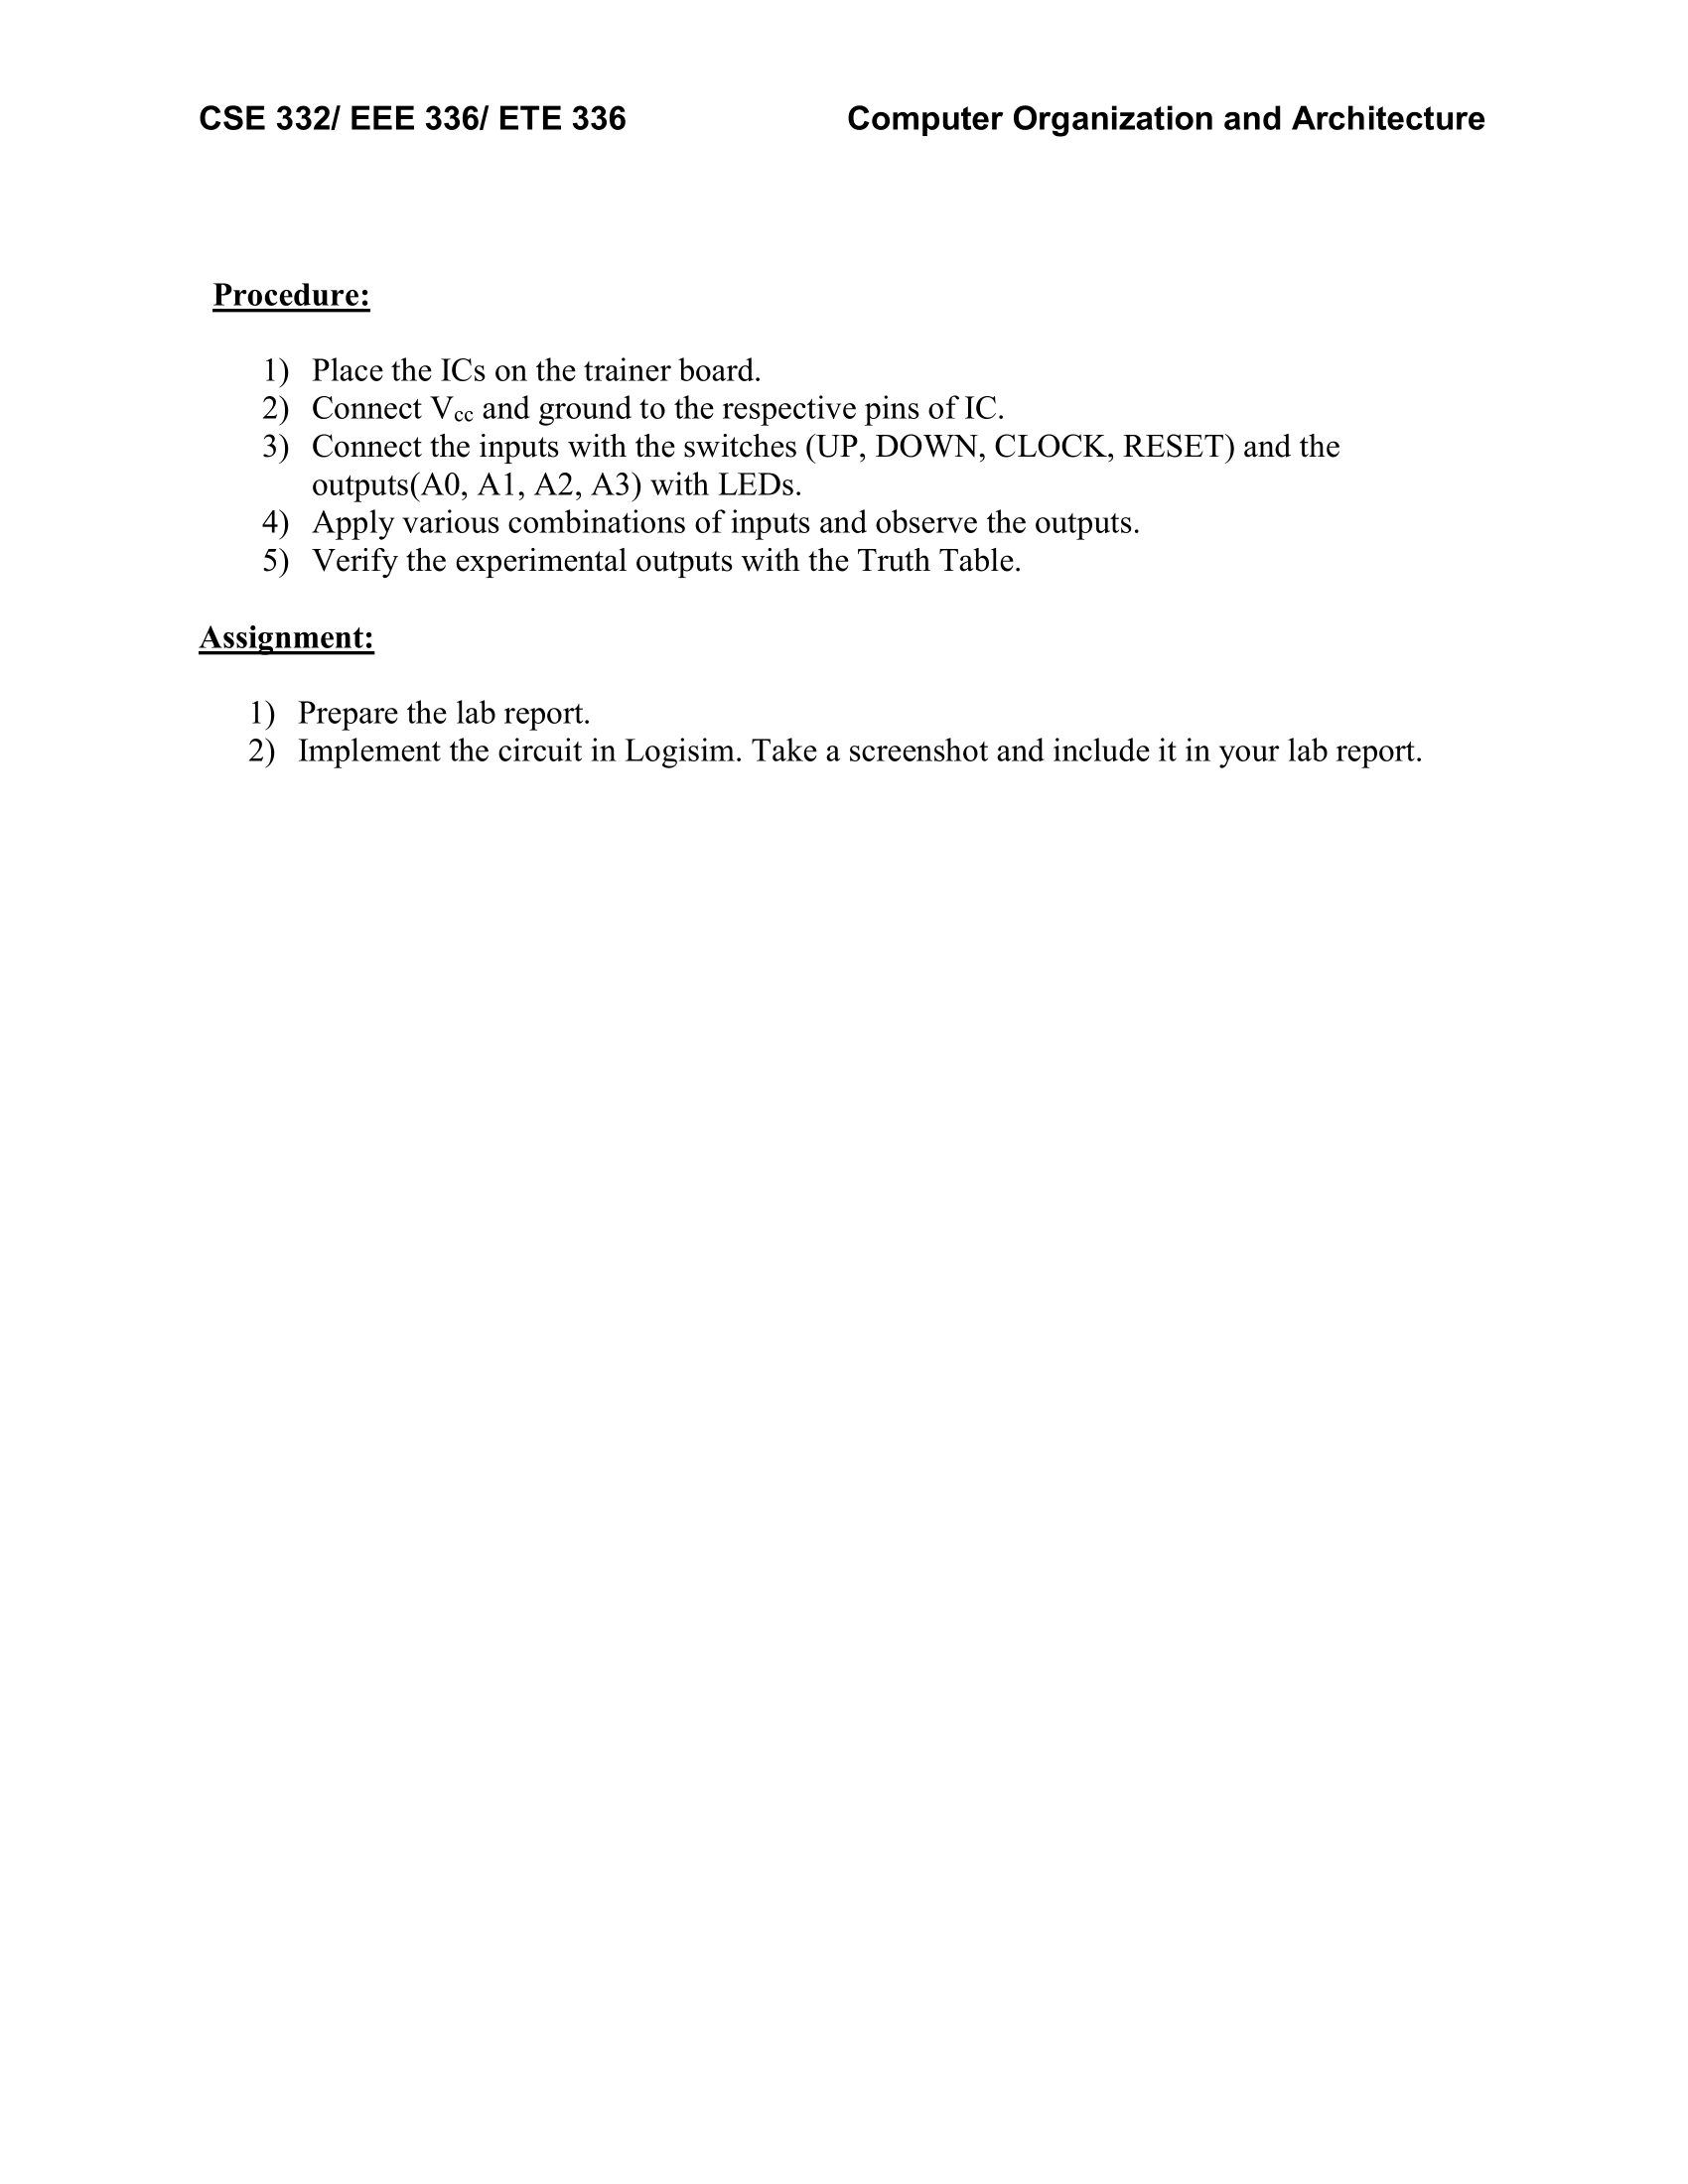 CSE 332/ EEE 336/ ETE 336 Computer Organization and Architecture
Procedure:
1) Place the ICs on the trainer board.
2) Connect Vcc and ground to the respective pins of IC.
3) Connect the inputs with the switches (UP, DOWN, CLOCK, RESET) and the
outputs(A0, A1, A2, A3) with LEDs.
4) Apply various combinations of inputs and observe the outputs.
5) Verify the experimental outputs with the Truth Table.
Assignment:
1) Prepare the lab report.
2) Implement the circuit in Logisim. Take a screenshot and include it in your lab report.